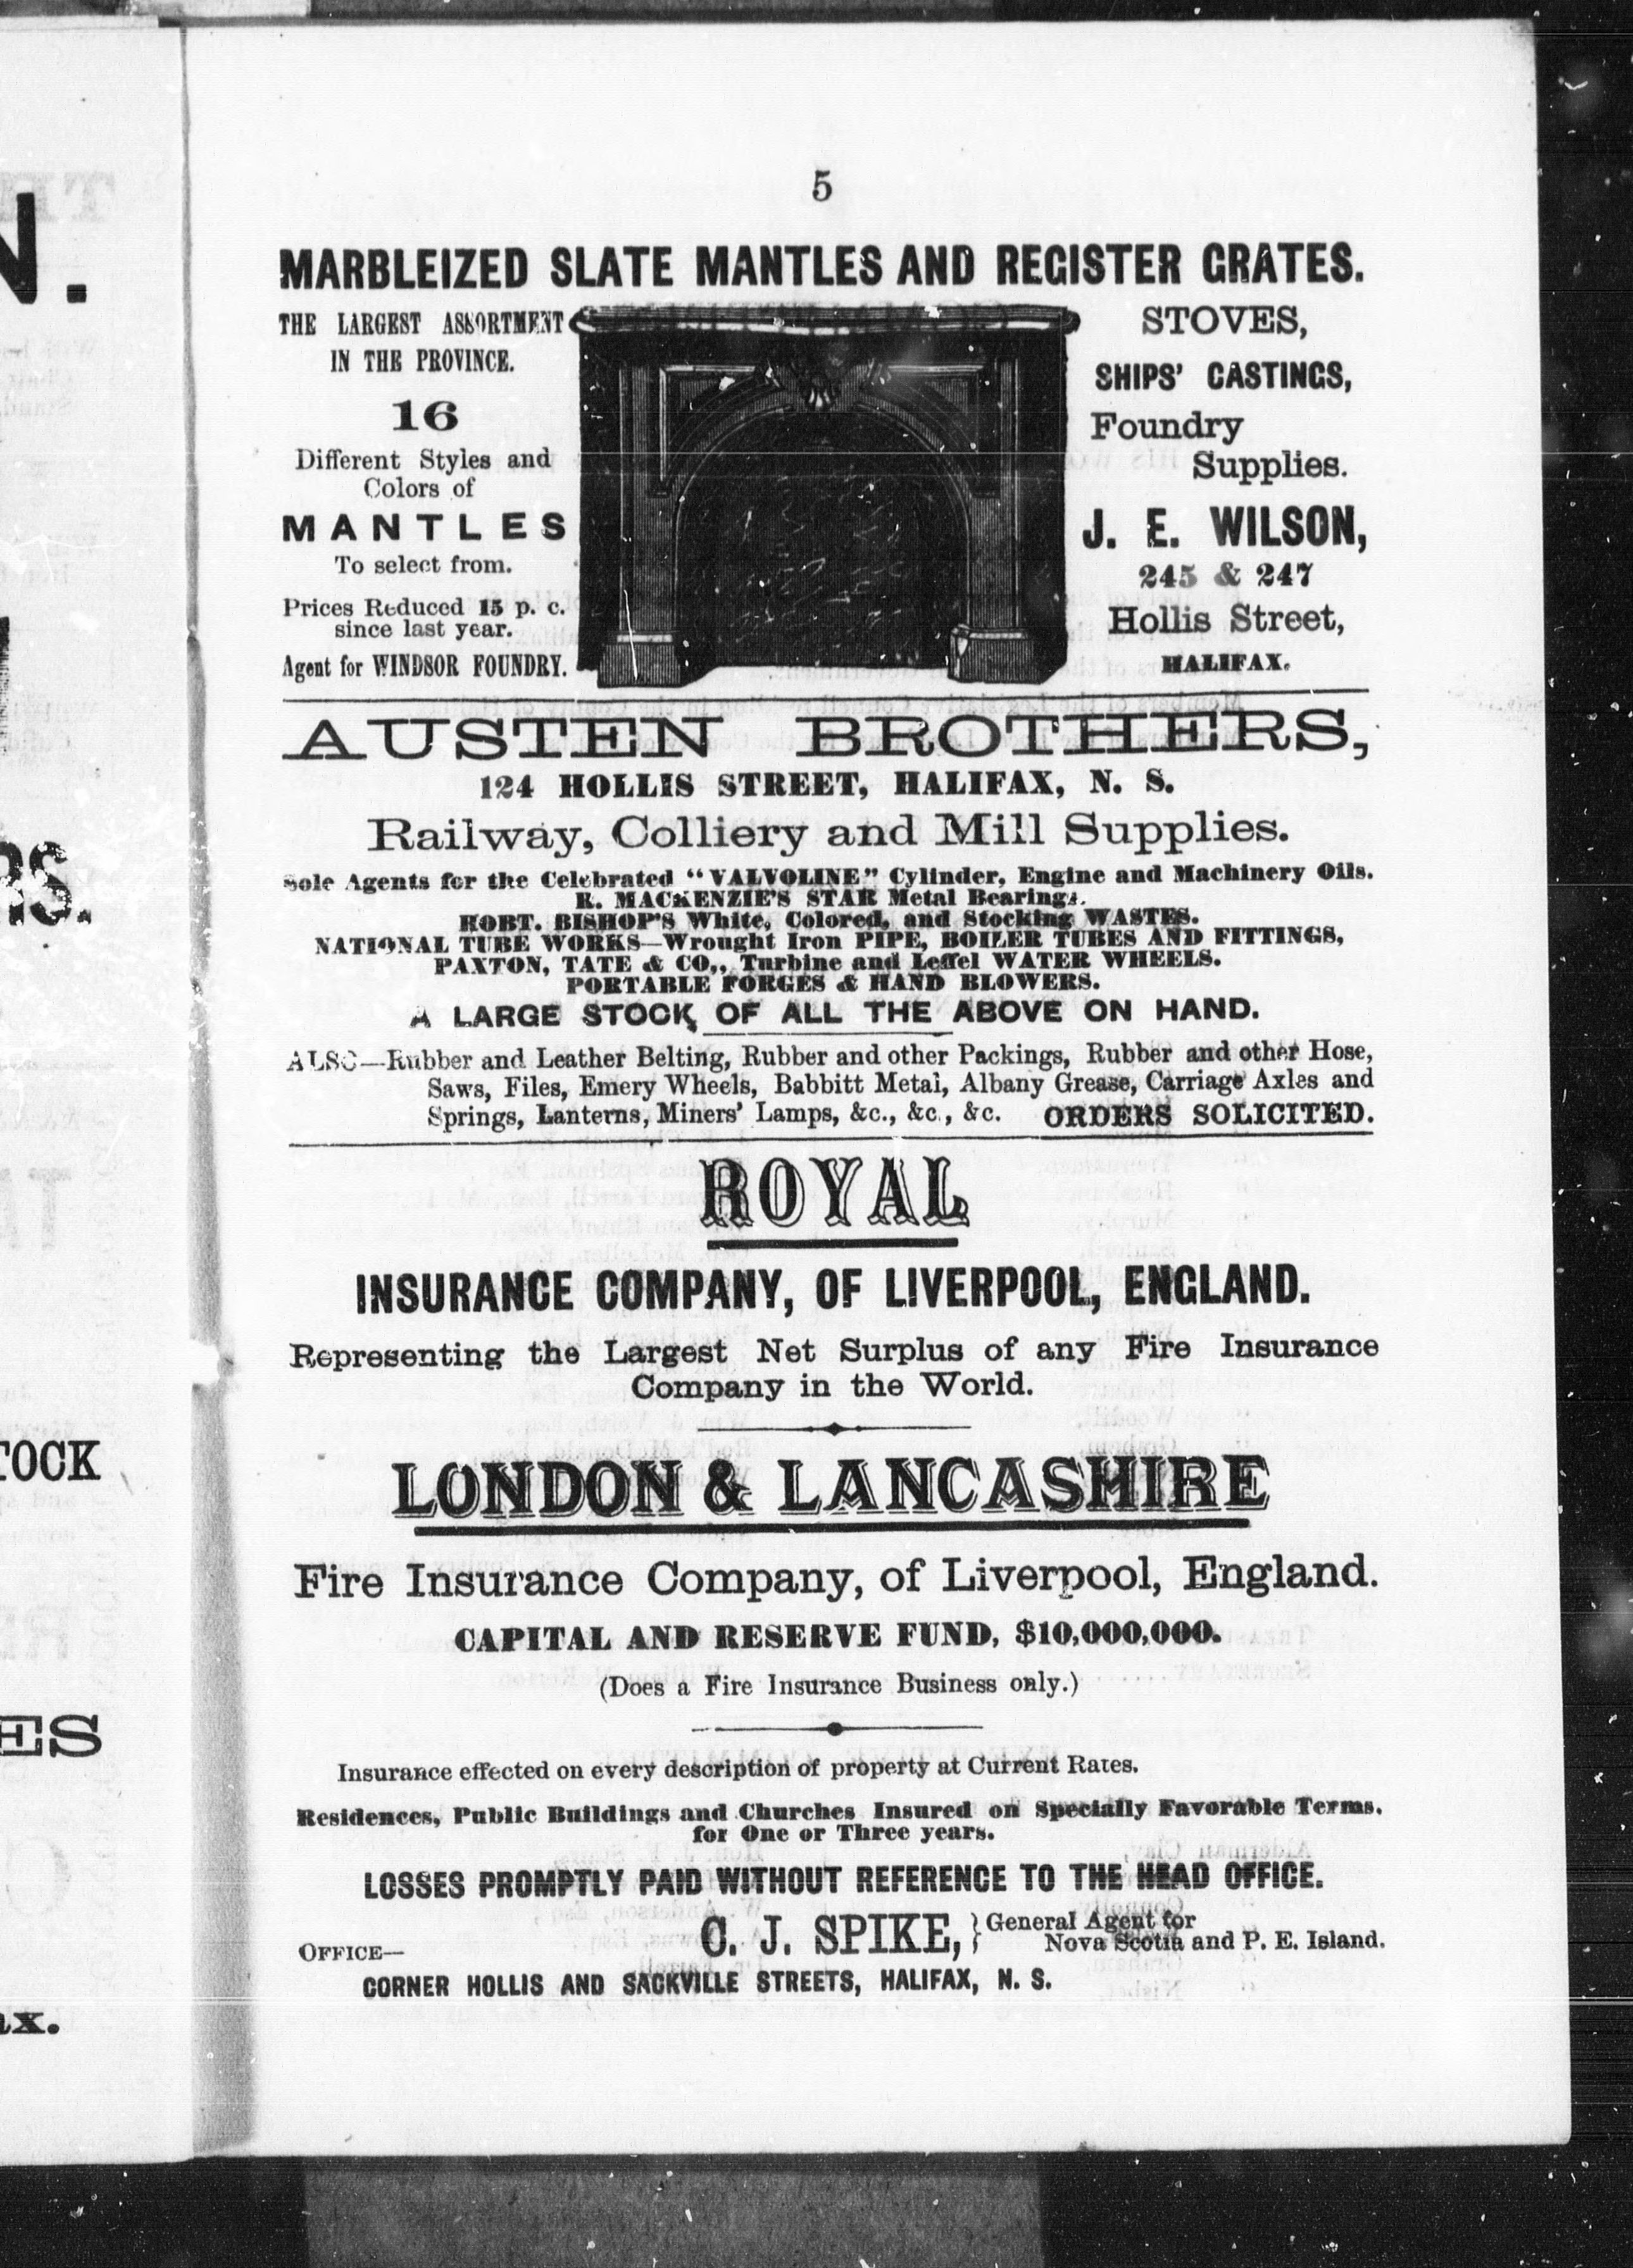 5
MARBLEIZED SLATE MANTLES AND REGISTER GRATES.
THE LARGEST ASSORTMENT
IN THE PROVINCE.
16
Different Styles and
Colors of
MANTLES
To select from.
Prices Reduced 15 p. c.
since last year.
Agent for WINDSOR FOUNDRY.
STOVES,
SHIPS' CASTINGS,
Foundry
Supplies.
J. E. WILSON,
245 & 247
Hollis Street,
HALIFAX.
AUSTEN BROTHERS,
124 HOLLIS STREET, HALIFAX, N. S.
Railway, Colliery and Mill Supplies.
Sole Agents for the Celebrated "VALVOLINE" Cylinder, Engine and Machinery Oils.
R. MACKENZIE'S STAR Metal Bearings.
ROBT. BISHOP'S White, Colored, and Stocking WASTES.
NATIONAL TUBE WORKS—Wrought Iron PIPE, BOILER TUBES AND FITTINGS,
PAXTON, TATE & CO., Turbine and Leffel WATER WHEELS.
PORTABLE FORGES & HAND BLOWERS.
A LARGE STOCK OF ALL THE ABOVE ON HAND.
ALSO—Rubber and Leather Belting, Rubber and other Packings, Rubber and other Hose,
Saws, Files, Emery Wheels, Babbitt Metal, Albany Grease, Carriage Axles and
Springs, Lanterns, Miners' Lamps, &c., &c., &c. ORDERS SOLICITED.
ROYAL
INSURANCE COMPANY, OF LIVERPOOL, ENGLAND.
Representing the Largest Net Surplus of any Fire Insurance
Company in the World.
LONDON & LANCASHIRE
Fire Insurance Company, of Liverpool, England.
CAPITAL AND RESERVE FUND, $10,000,000.
(Does a Fire Insurance Business only.)
Insurance effected on every description of property at Current Rates.
Residences, Public Buildings and Churches Insured on Specially Favorable Terms.
for One or Three years.
LOSSES PROMPTLY PAID WITHOUT REFERENCE TO THE HEAD OFFICE.
C. J. SPIKE, } General Agent for
Nova Scotia and P. E. Island.
OFFICE—
CORNER HOLLIS AND SACKVILLE STREETS, HALIFAX, N. S.
N.
RS.
TOCK
ES
ax.